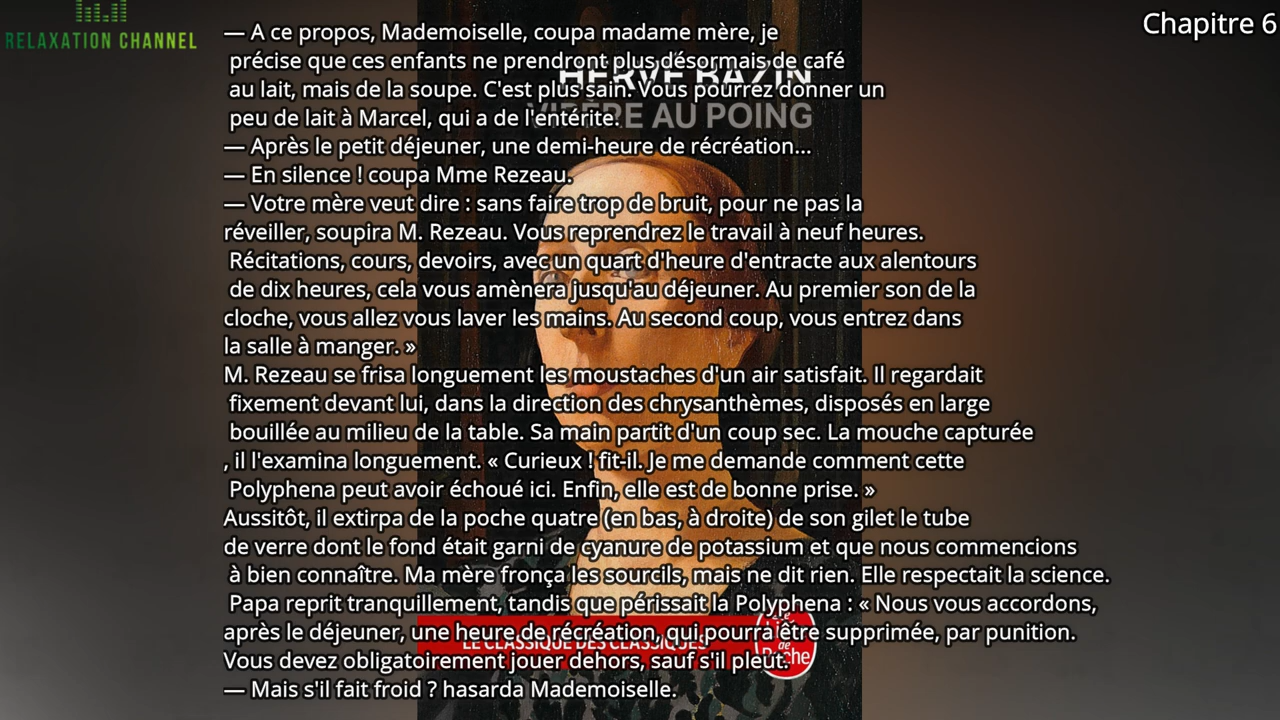 RELAXATION CHANNEL
Chapitre 6
— A ce propos, Mademoiselle, coupa madame mère, je
précise que ces enfants ne prendront plus désormais de café
au lait, mais de la soupe. C'est plus sain. Vous pourrez donner un
peu de lait à Marcel, qui a de l'entérite.
— Après le petit déjeuner, une demi-heure de récréation...
— En silence ! coupa Mme Rezeau.
— Votre mère veut dire : sans faire trop de bruit, pour ne pas la
réveiller, soupira M. Rezeau. Vous reprendrez le travail à neuf heures.
Récitations, cours, devoirs, avec un quart d'heure d'entracte aux alentours
de dix heures, cela vous amènera jusqu'au déjeuner. Au premier son de la
cloche, vous allez vous laver les mains. Au second coup, vous entrez dans
la salle à manger. »
M. Rezeau se frisa longuement les moustaches d'un air satisfait. Il regardait
fixement devant lui, dans la direction des chrysanthèmes, disposés en large
bouillée au milieu de la table. Sa main partit d'un coup sec. La mouche capturée
, il l'examina longuement. « Curieux ! fit-il. Je me demande comment cette
Polyphena peut avoir échoué ici. Enfin, elle est de bonne prise. »
Aussitôt, il extirpa de la poche quatre (en bas, à droite) de son gilet le tube
de verre dont le fond était garni de cyanure de potassium et que nous commencions
à bien connaître. Ma mère fronça les sourcils, mais ne dit rien. Elle respectait la science.
Papa reprit tranquillement, tandis que périssait la Polyphena : « Nous vous accordons,
après le déjeuner, une heure de récréation, qui pourra être supprimée, par punition.
Vous devez obligatoirement jouer dehors, sauf s'il pleut.
— Mais s'il fait froid ? hasarda Mademoiselle.
HERVÉ BAZIN
VIPÈRE AU POING
LE CLASSIQUE DES CLASSIQUES
Le Livre de Poche